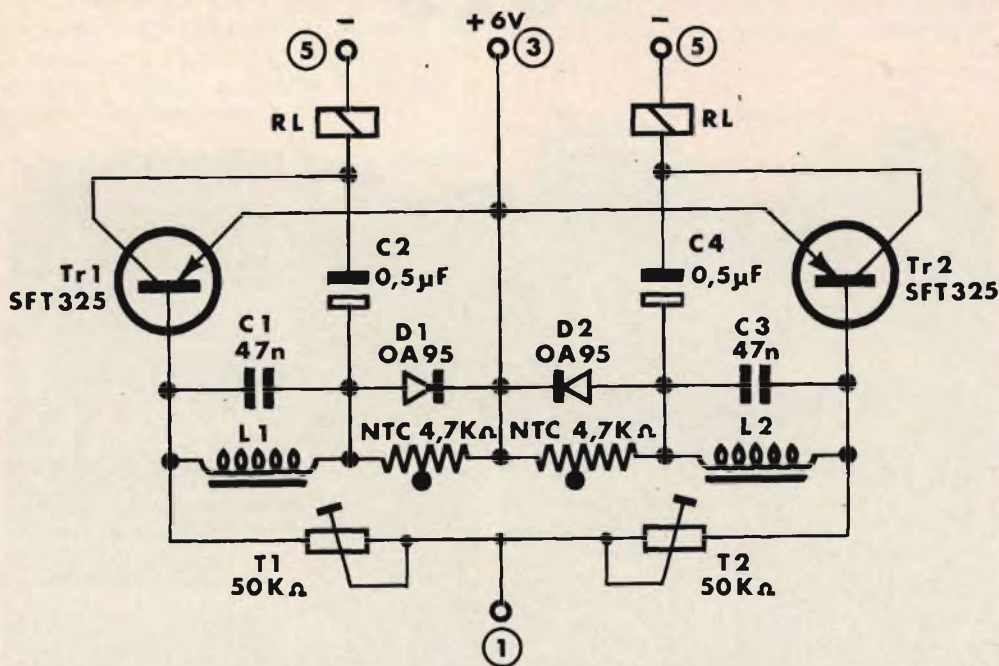 − +6V −
5 3 5
RL RL
C2 C4
Tr1 0,5µF 0,5µF Tr2
SFT325 SFT325
C1 D1 D2 C3
47n OA95 OA95 47n
L1 NTC 4,7KΩ NTC 4,7KΩ L2
T1 T2
50KΩ 50KΩ
1